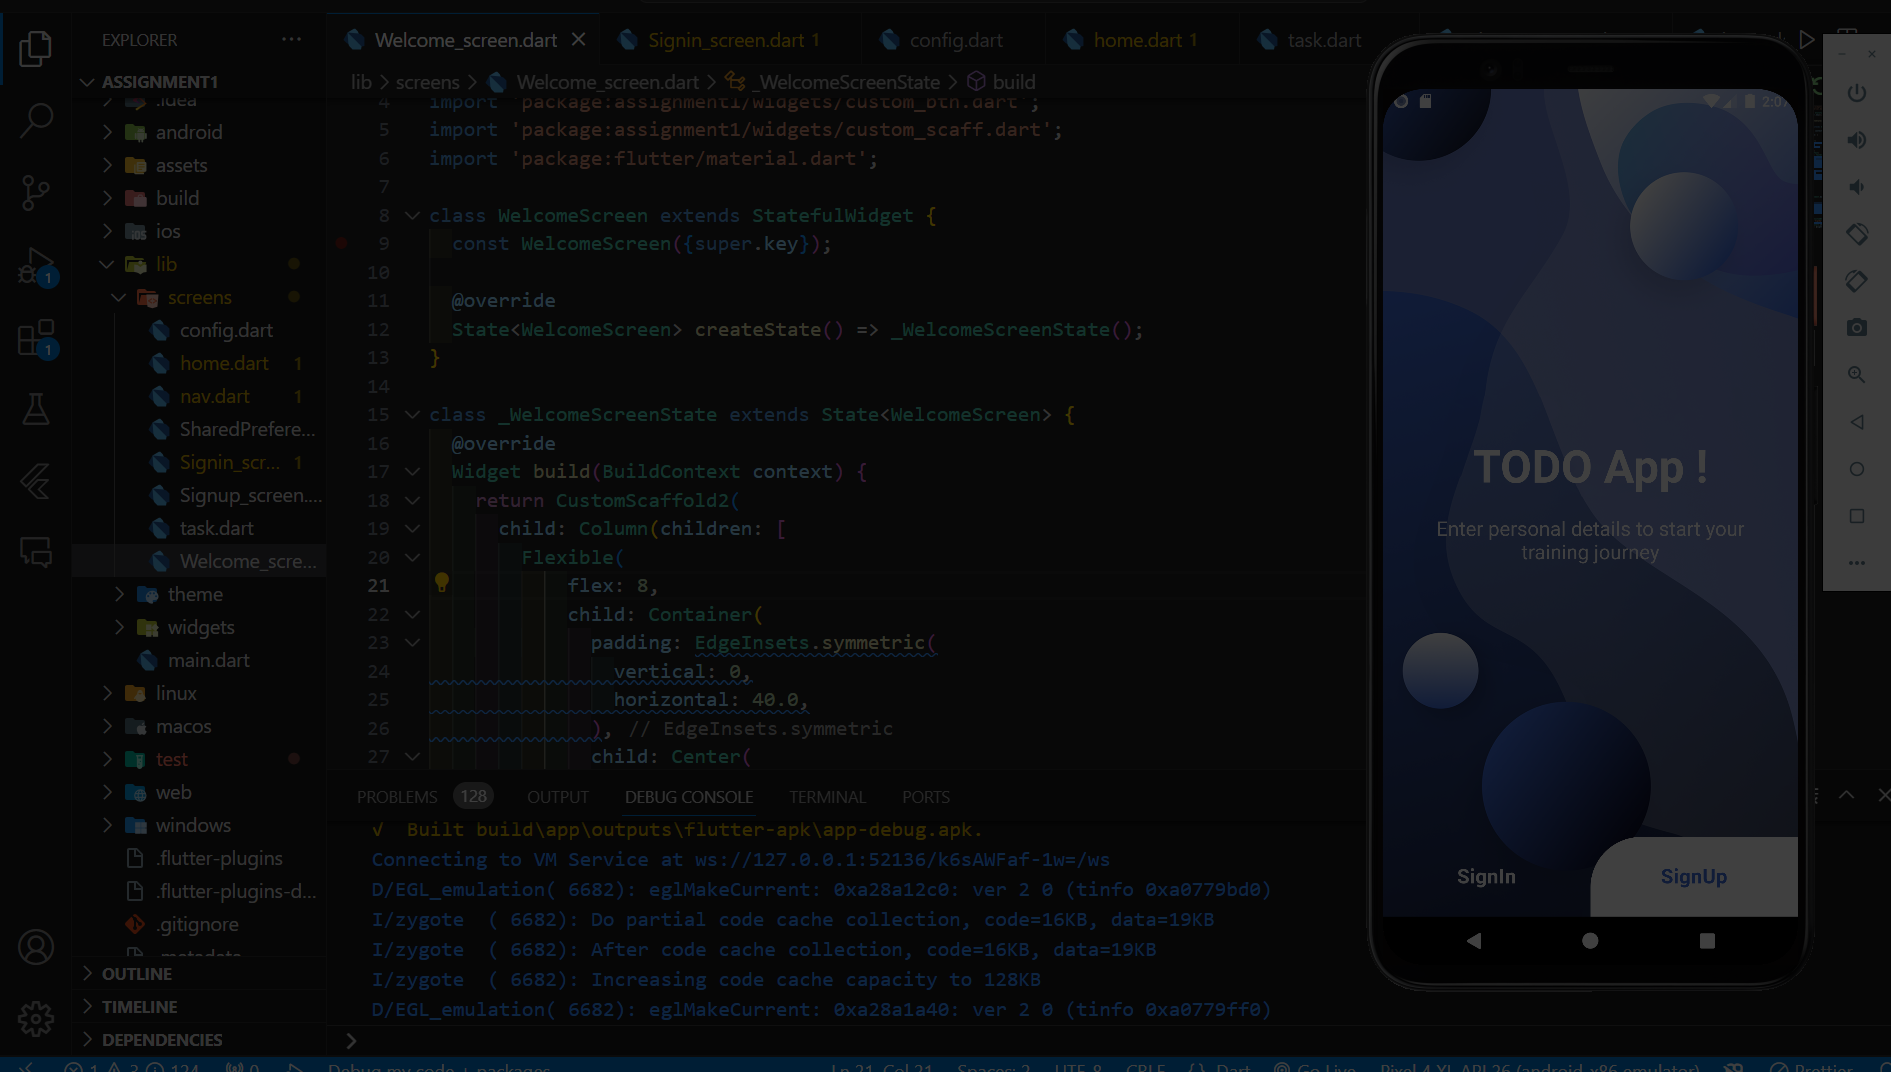 EXPLORER
ASSIGNMENT1
.idea
android
assets
build
ios
lib
screens
config.dart
home.dart 1
nav.dart 1
SharedPrefere...
Signin_scr... 1
Signup_screen....
task.dart
Welcome_scre...
theme
widgets
main.dart
linux
macos
test
web
windows
.flutter-plugins
.flutter-plugins-d...
.gitignore
.metadata
OUTLINE
TIMELINE
DEPENDENCIES
1
1
Welcome_screen.dart Signin_screen.dart 1 config.dart home.dart 1 task.dart
lib > screens > Welcome_screen.dart > _WelcomeScreenState > build
4 import 'package:assignment1/widgets/custom_btn.dart';
5 import 'package:assignment1/widgets/custom_scaff.dart';
6 import 'package:flutter/material.dart';
7
8 class WelcomeScreen extends StatefulWidget {
9 const WelcomeScreen({super.key});
10
11 @override
12 State<WelcomeScreen> createState() => _WelcomeScreenState();
13 }
14
15 class _WelcomeScreenState extends State<WelcomeScreen> {
16 @override
17 Widget build(BuildContext context) {
18 return CustomScaffold2(
19 child: Column(children: [
20 Flexible(
21 flex: 8,
22 child: Container(
23 padding: EdgeInsets.symmetric(
24 vertical: 0,
25 horizontal: 40.0,
26 ), // EdgeInsets.symmetric
27 child: Center(
PROBLEMS 128 OUTPUT DEBUG CONSOLE TERMINAL PORTS
√ Built build\app\outputs\flutter-apk\app-debug.apk.
Connecting to VM Service at ws://127.0.0.1:52136/k6sAWFaf-1w=/ws
D/EGL_emulation( 6682): eglMakeCurrent: 0xa28a12c0: ver 2 0 (tinfo 0xa0779bd0)
I/zygote ( 6682): Do partial code cache collection, code=16KB, data=19KB
I/zygote ( 6682): After code cache collection, code=16KB, data=19KB
I/zygote ( 6682): Increasing code cache capacity to 128KB
D/EGL_emulation( 6682): eglMakeCurrent: 0xa28a1a40: ver 2 0 (tinfo 0xa0779ff0)
>
TODO App !
Enter personal details to start your
training journey
SignIn SignUp
1 3 124 0 Debug my code + packages Ln 21, Col 21 Spaces: 2 UTF-8 CRLF {} Dart Go Live Pixel 4 XL API 26 (android-x86 emulator) Prettier